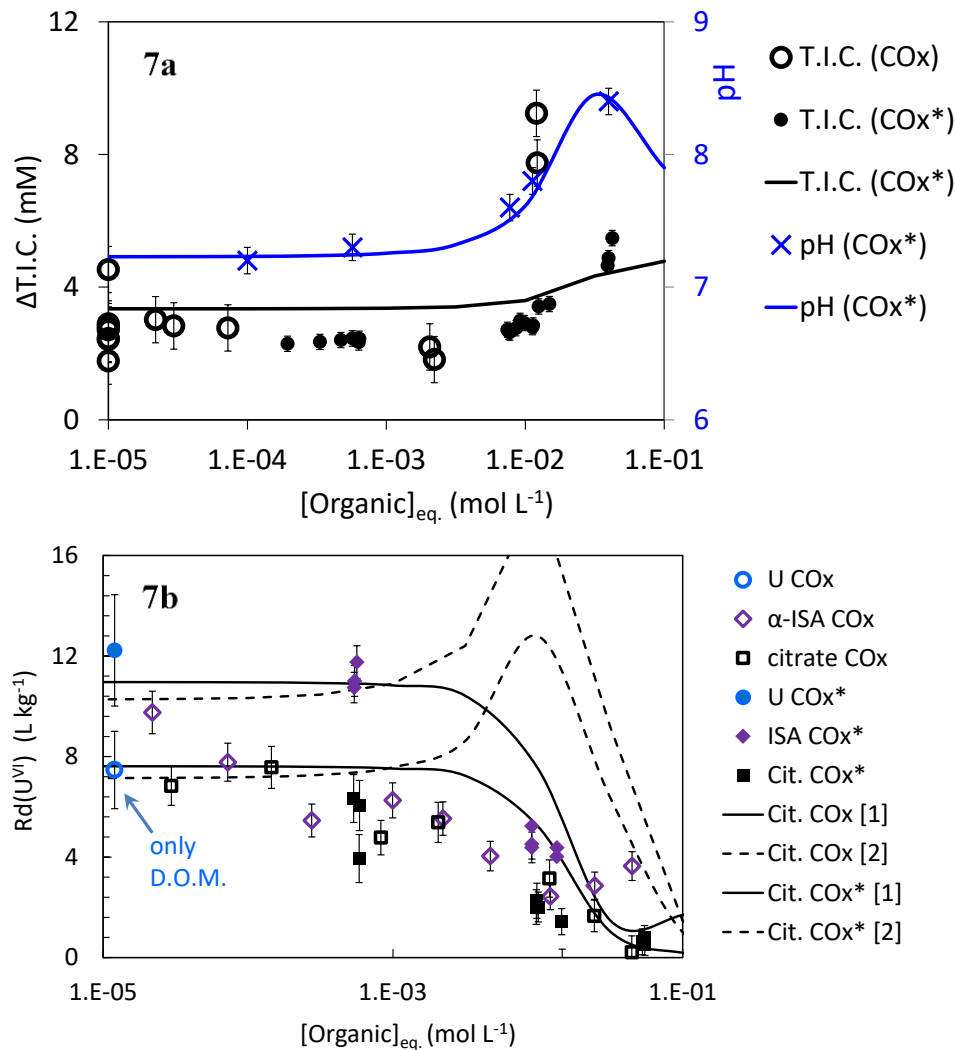 7a
12
8
4
0
ΔT.I.C. (mM)
9
8
7
6
pH
1.E-05 1.E-04 1.E-03 1.E-02 1.E-01
[Organic]eq. (mol L-1)
T.I.C. (COx)
T.I.C. (COx*)
T.I.C. (COx*)
pH (COx*)
pH (COx*)
7b
16
12
8
4
0
Rd(UVI) (L kg-1)
only
D.O.M.
1.E-05 1.E-03 1.E-01
[Organic]eq. (mol L-1)
U COx
α-ISA COx
citrate COx
U COx*
ISA COx*
Cit. COx*
Cit. COx [1]
Cit. COx [2]
Cit. COx* [1]
Cit. COx* [2]